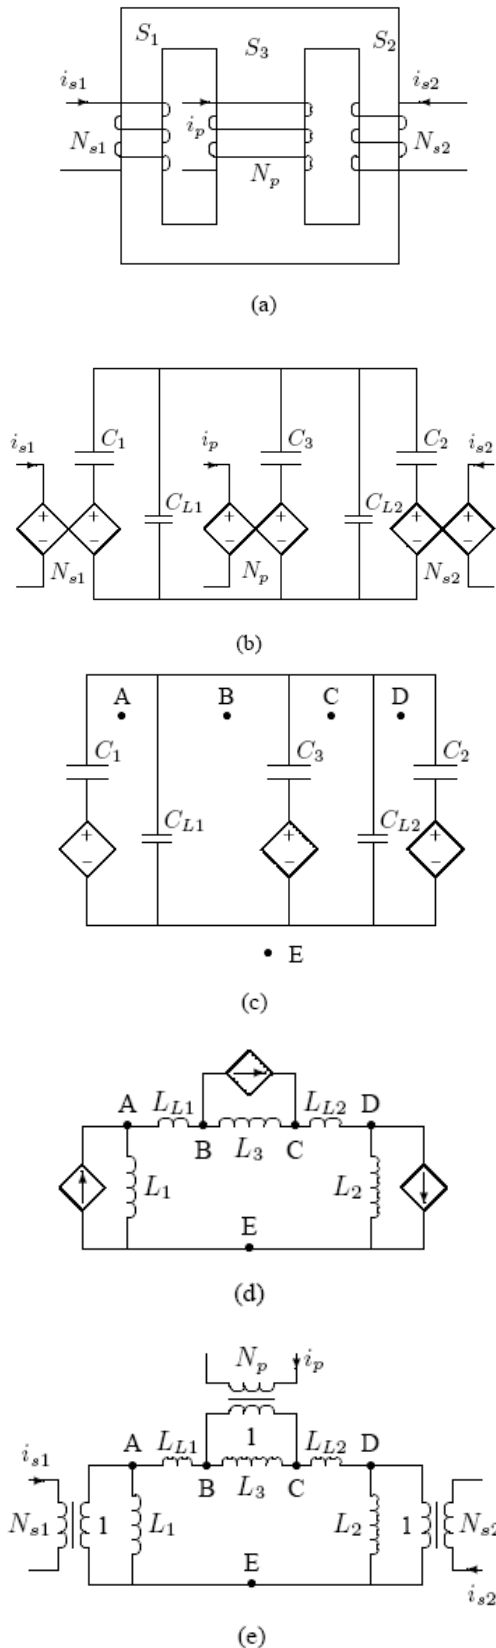 S1 S3 S2
is1 is2
ip
Ns1 Ns2
Np
(a)
C1 C3 C2
is1 ip is2
CL1 CL2
+ − + − + − + − + − + −
Ns1 Np Ns2
(b)
A B C D
C1 C3 C2
CL1 CL2
+ − + − + −
E
(c)
A LL1 LL2 D
B L3 C
L1 L2
E
(d)
Np ip
1
is1 A LL1 LL2 D
B L3 C
Ns1 1 L1 L2 1 Ns2
E
is2
(e)